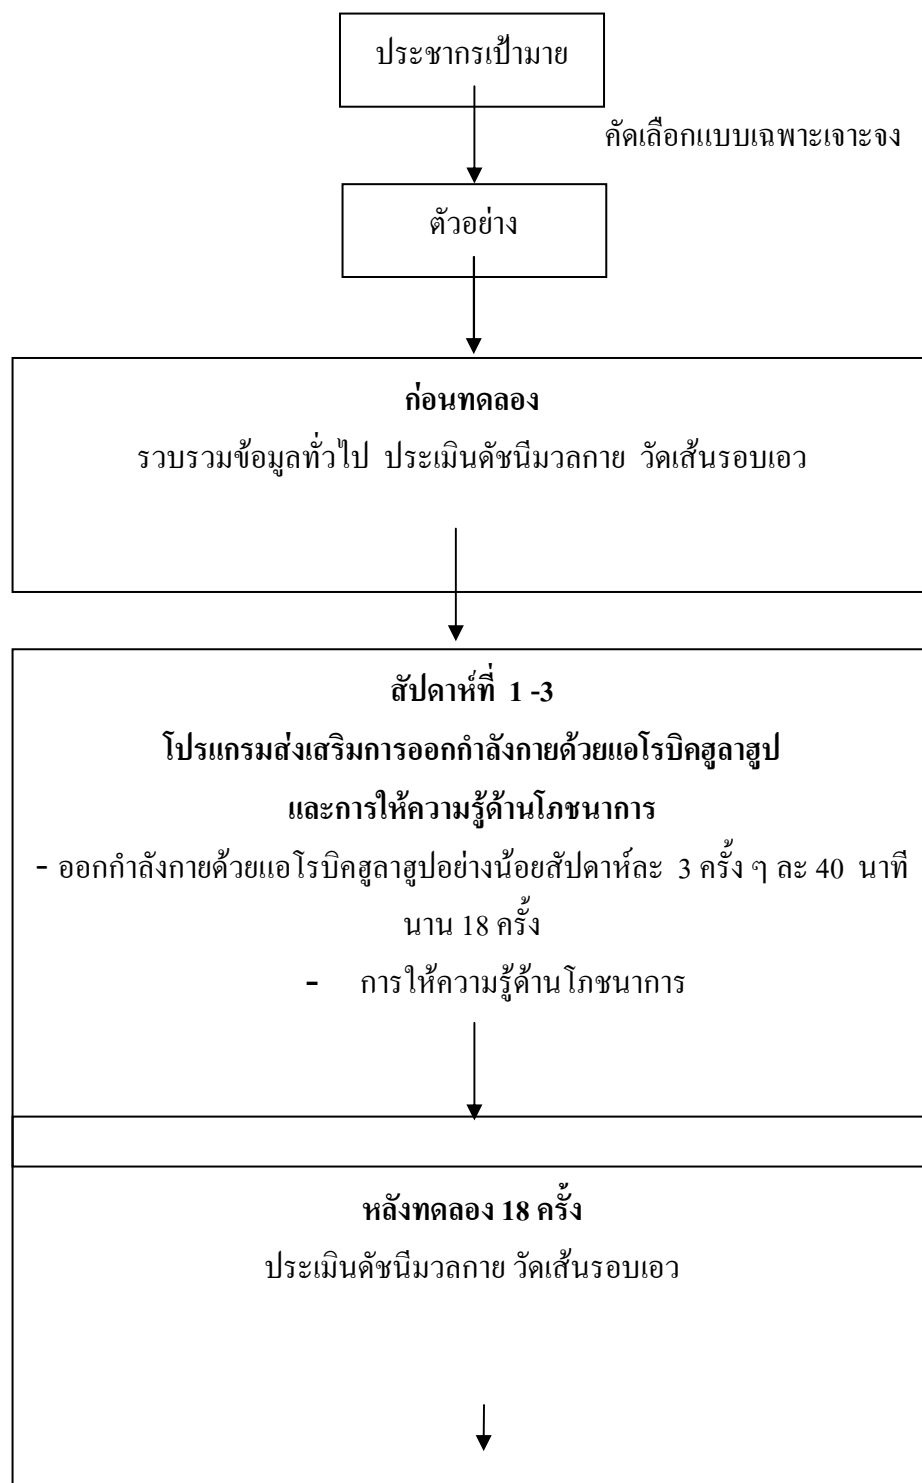 ประชากรเป้ามาย
คัดเลือกแบบเฉพาะเจาะจง
ตัวอย่าง
ก่อนทดลอง
รวบรวมข้อมูลทั่วไป ประเมินดัชนีมวลกาย วัดเส้นรอบเอว
สัปดาห์ที่ 1 -3
โปรแกรมส่งเสริมการออกกำลังกายด้วยแอโรบิคฮูลาฮูป
และการให้ความรู้ด้านโภชนาการ
- ออกกำลังกายด้วยแอโรบิคฮูลาฮูปอย่างน้อยสัปดาห์ละ 3 ครั้ง ๆ ละ 40 นาที
นาน 18 ครั้ง
- การให้ความรู้ด้านโภชนาการ
หลังทดลอง 18 ครั้ง
ประเมินดัชนีมวลกาย วัดเส้นรอบเอว